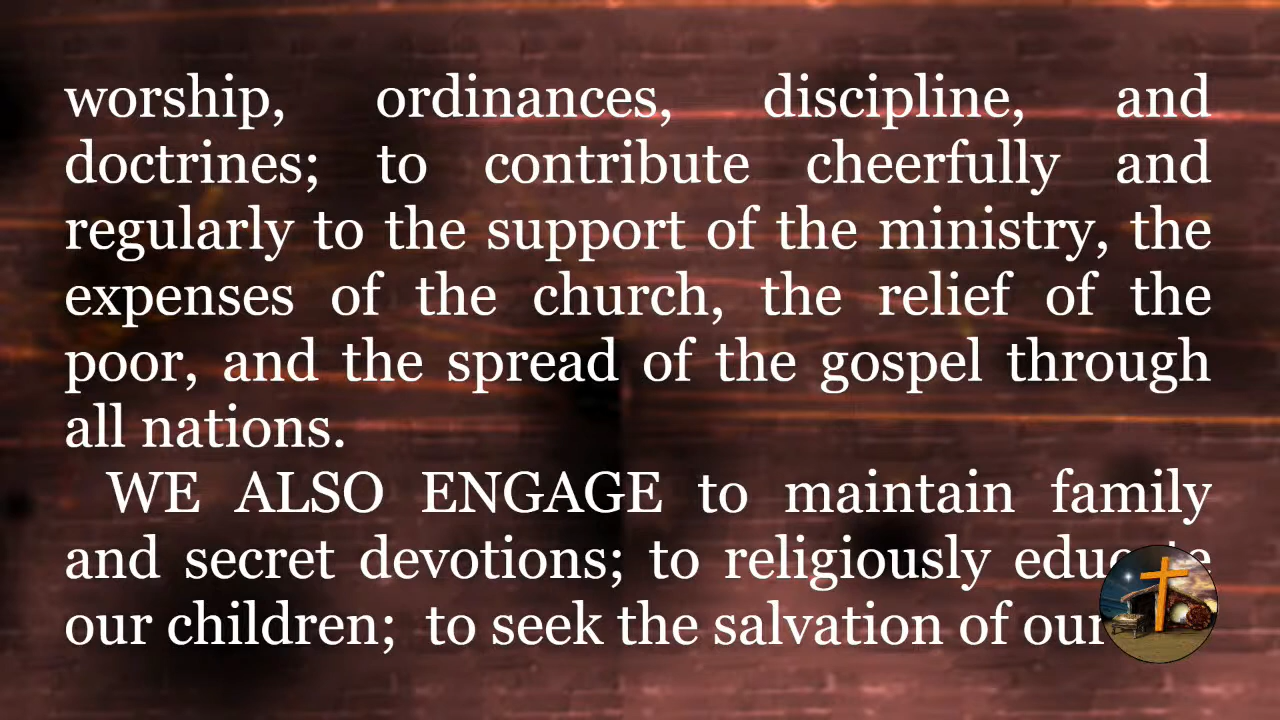 worship, ordinances, discipline, and
doctrines; to contribute cheerfully and
regularly to the support of the ministry, the
expenses of the church, the relief of the
poor, and the spread of the gospel through
all nations.
WE ALSO ENGAGE to maintain family
and secret devotions; to religiously educate
our children; to seek the salvation of our